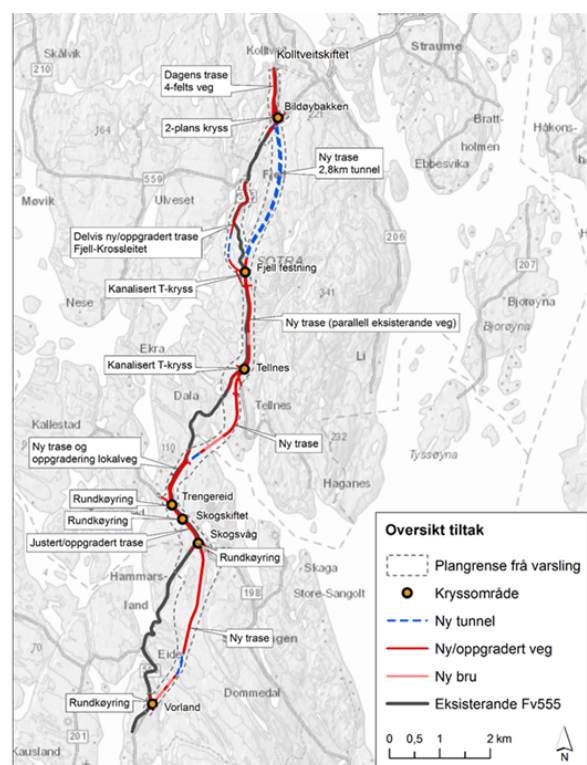 Kolltveitskiftet
Straume
Skålvik
210
Dagens trase
4-felts veg
Bildøybakken
221
2-plans kryss
Bratt-
holmen
Håkons-
Ebbesvika
Ny trase
2,8km tunnel
559
Ulveset
Møvik
206
Delvis ny/oppgradert trase
Fjell-Krossleitet
207
SOTRA
Fjell festning
Kanalisert T-kryss
341
Bjorøyna
Nese
Bjorøyna
Ny trase (parallell eksisterande veg)
Ekra
Li
Kanalisert T-kryss
Tellnes
Dala
Tellnes
Tyssøyna
Kallestad
Ny trase
110
232
Ny trase og
oppgradering lokalveg
Haganes
Rundkøyring
Trengereid
Rundkøyring
Skogskiftet
Justert/oppgradert trase
Skogsvåg
Rundkøyring
Hammars-
land
Skaga
198
Store-Sangolt
Ny trase
70
Eide
Dommedal
Rundkøyring
Vorland
201
Kausland
Oversikt tiltak
Plangrense frå varsling
Kryssområde
Ny tunnel
Ny/oppgradert veg
Ny bru
Eksisterande Fv555
0 0,5 1 2 km
N